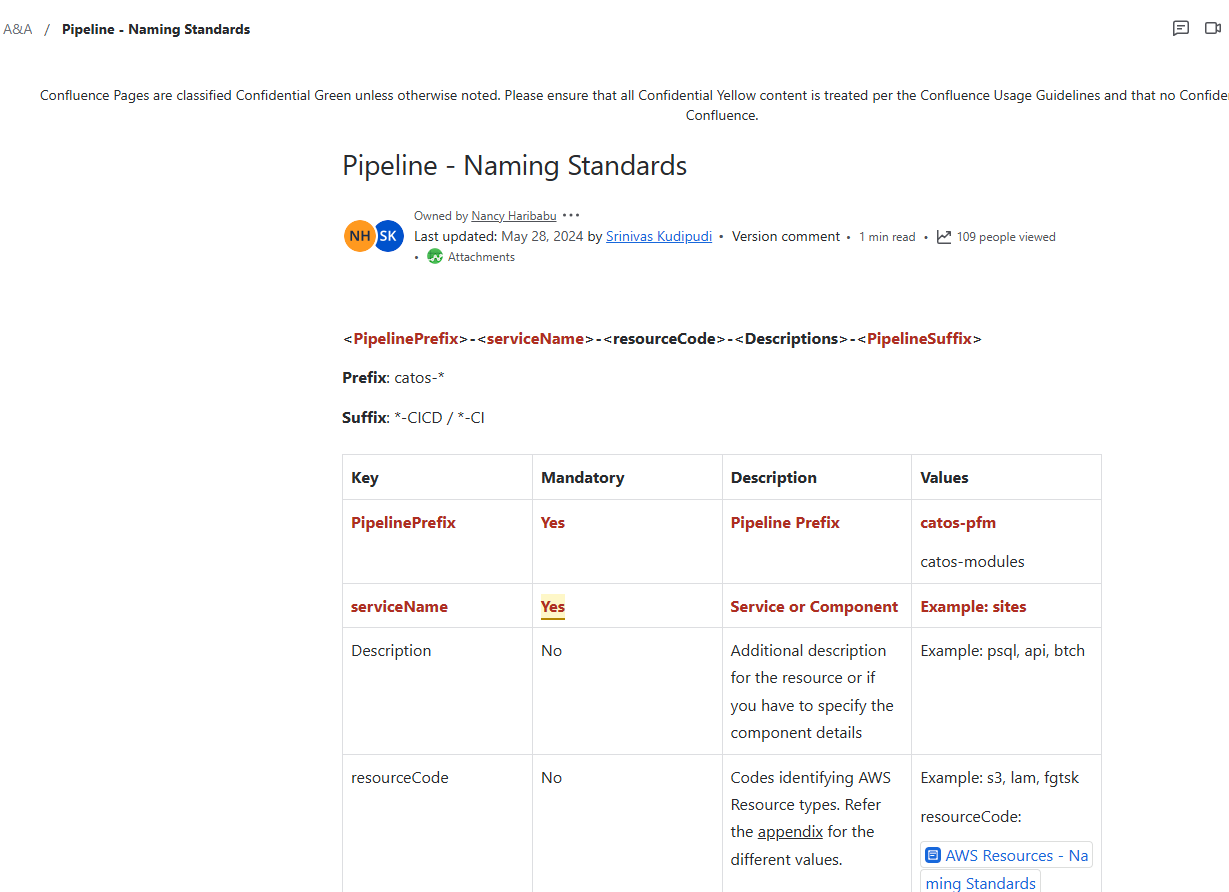 A&A / Pipeline - Naming Standards
Confluence Pages are classified Confidential Green unless otherwise noted. Please ensure that all Confidential Yellow content is treated per the Confluence Usage Guidelines and that no
Confluence.
Pipeline - Naming Standards
Owned by Nancy Haribabu •••
NH SK Last updated: May 28, 2024 by Srinivas Kudipudi • Version comment • 1 min read • 109 people viewed
• Attachments
<PipelinePrefix>-<serviceName>-<resourceCode>-<Descriptions>-<PipelineSuffix>
Prefix: catos-*
Suffix: *-CICD / *-CI
Key Mandatory Description Values
PipelinePrefix Yes Pipeline Prefix catos-pfm
catos-modules
serviceName Yes Service or Component Example: sites
Description No Additional description Example: psql, api, btch
for the resource or if
you have to specify the
component details
resourceCode No Codes identifying AWS Example: s3, lam, fgtsk
Resource types. Refer resourceCode:
the appendix for the
different values. AWS Resources - Na
ming Standards